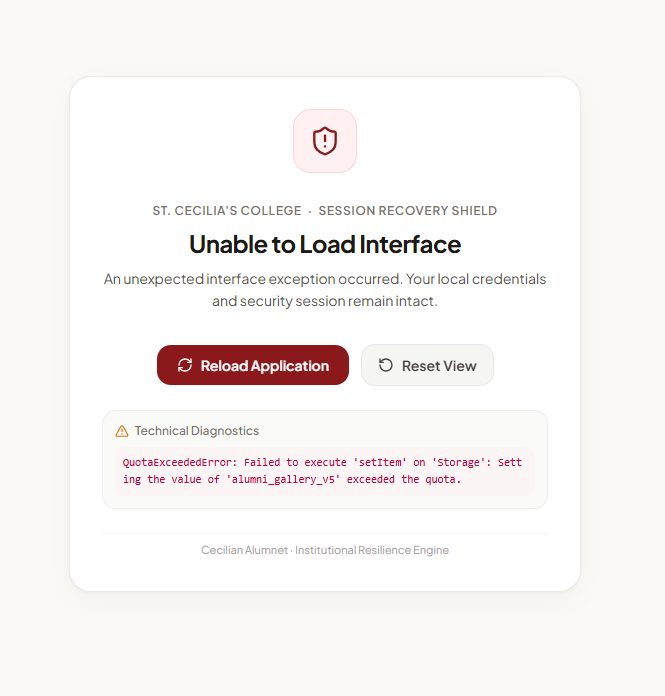 ST. CECILIA'S COLLEGE · SESSION RECOVERY SHIELD
Unable to Load Interface
An unexpected interface exception occurred. Your local credentials
and security session remain intact.
Reload Application
Reset View
Technical Diagnostics
QuotaExceededError: Failed to execute 'setItem' on 'Storage': Sett
ing the value of 'alumni_gallery_v5' exceeded the quota.
Cecilian Alumnet · Institutional Resilience Engine